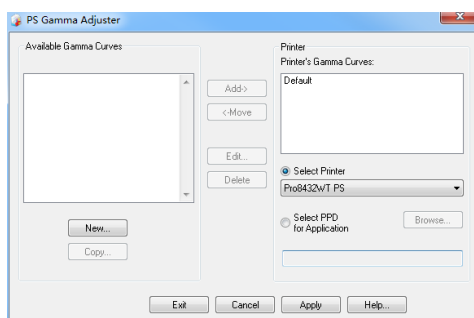 PS Gamma Adjuster
Available Gamma Curves
Add->
<-Move
Edit...
Delete
New...
Copy...
Printer
Printer's Gamma Curves:
Default
Select Printer
Pro8432WT PS
Select PPD
for Application
Browse...
Exit
Cancel
Apply
Help...